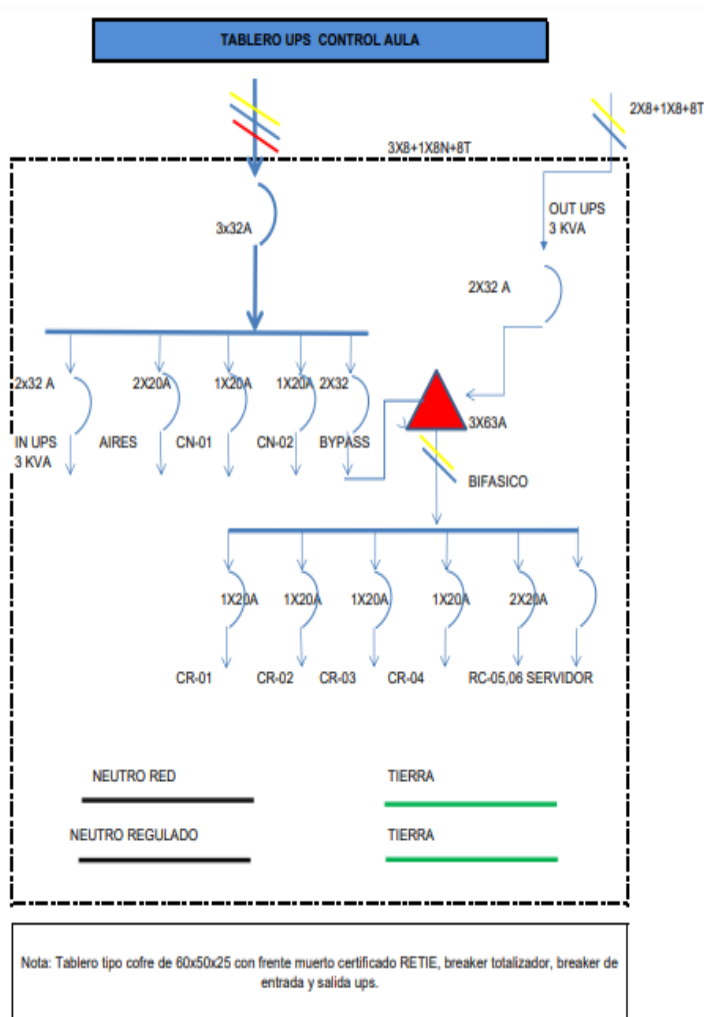 TABLERO UPS CONTROL AULA
2X8+1X8+8T
3X8+1X8N+8T
OUT UPS
3 KVA
3x32A
2X32 A
2x32 A
2X20A
1X20A
1X20A
2X32
3X63A
IN UPS
3 KVA
AIRES
CN-01
CN-02
BYPASS
BIFASICO
1X20A
1X20A
1X20A
1X20A
2X20A
CR-01
CR-02
CR-03
CR-04
RC-05,06 SERVIDOR
NEUTRO RED
TIERRA
NEUTRO REGULADO
TIERRA
Nota: Tablero tipo cofre de 60x50x25 con frente muerto certificado RETIE, breaker totalizador, breaker de
entrada y salida ups.